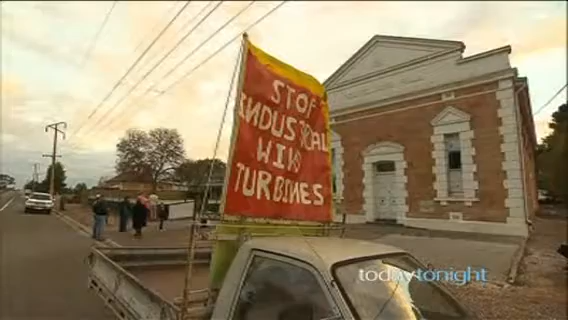 STOP
INDUSTRIAL
WIND
TURBINES
todaytonight